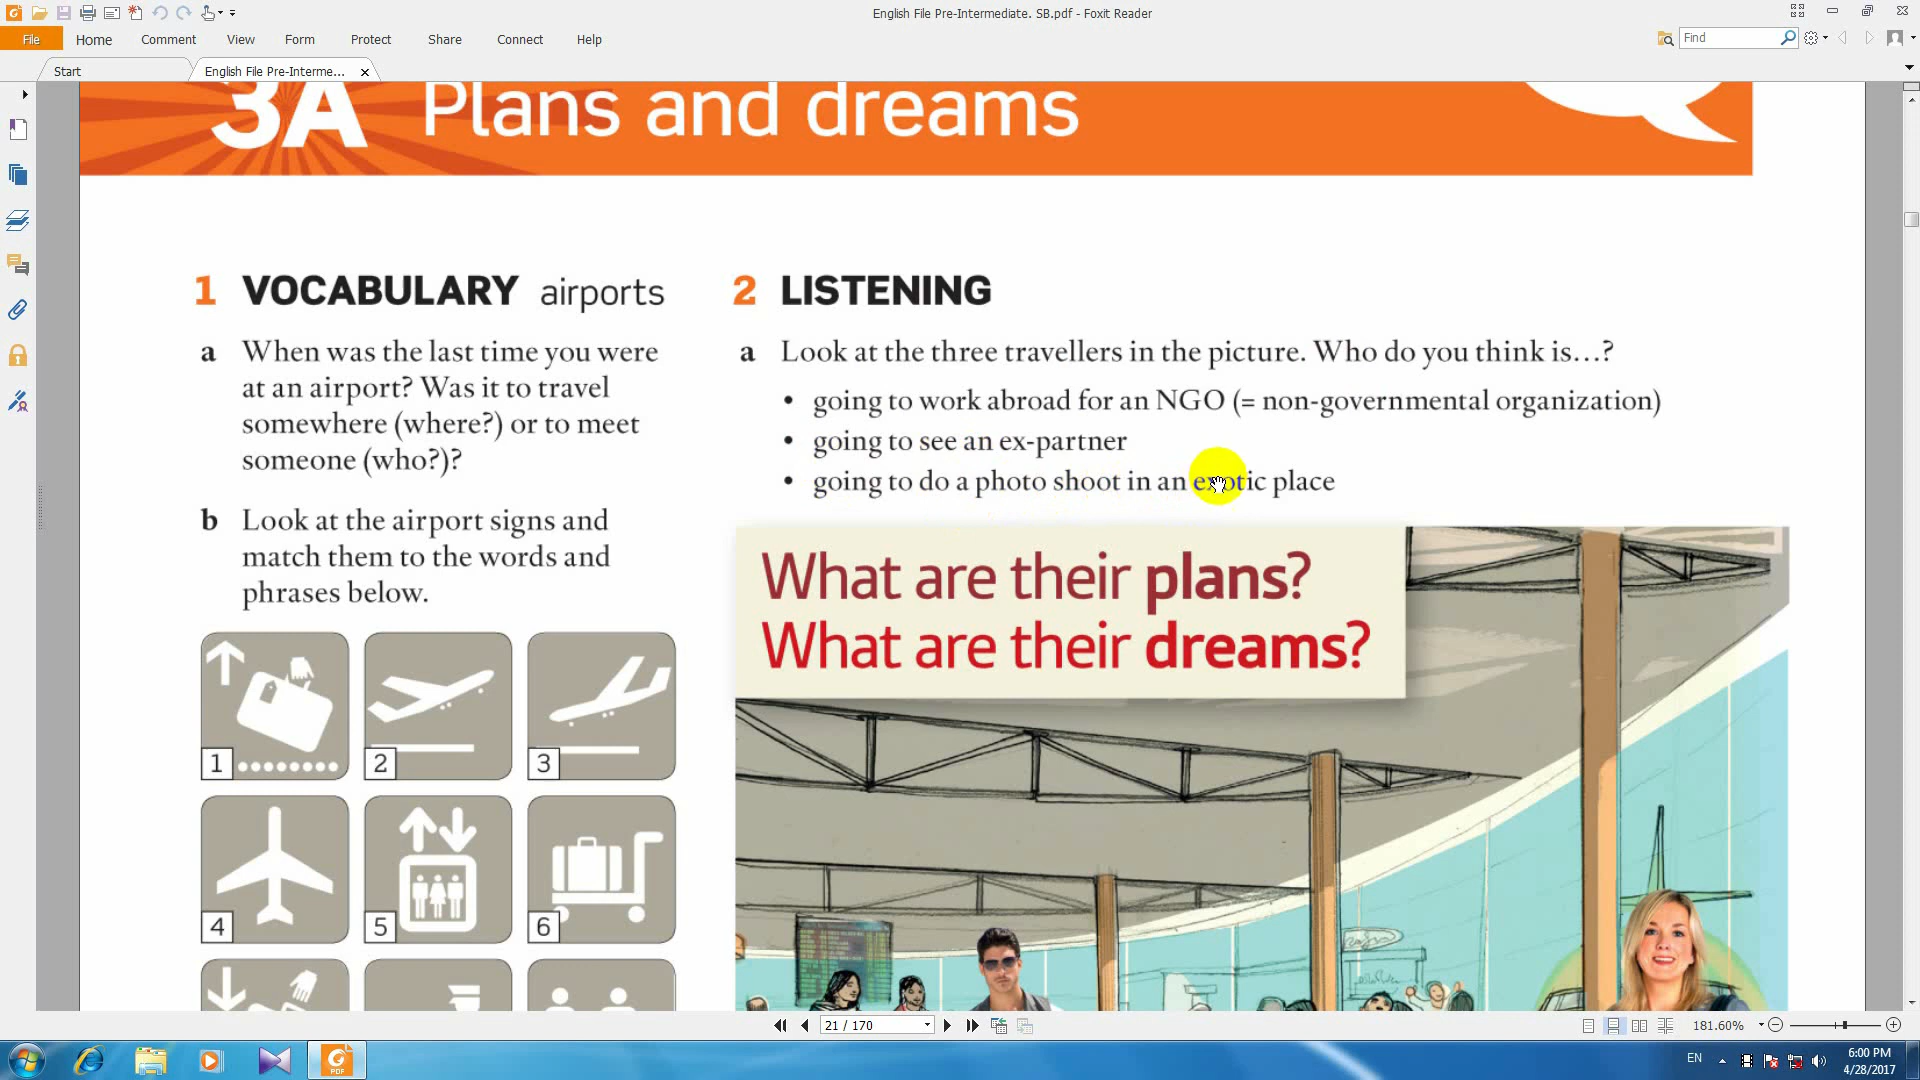 English File Pre-Intermediate. SB.pdf - Foxit Reader
File Home Comment View Form Protect Share Connect Help
Find
Start
English File Pre-Interme...
3A Plans and dreams
1 VOCABULARY airports
a When was the last time you were
at an airport? Was it to travel
somewhere (where?) or to meet
someone (who?)?
b Look at the airport signs and
match them to the words and
phrases below.
1 2 3
4 5 6
2 LISTENING
a Look at the three travellers in the picture. Who do you think is…?
• going to work abroad for an NGO (= non-governmental organization)
• going to see an ex-partner
• going to do a photo shoot in an exotic place
What are their plans?
What are their dreams?
21 / 170
181.60%
PDF
EN
6:00 PM
4/28/2017